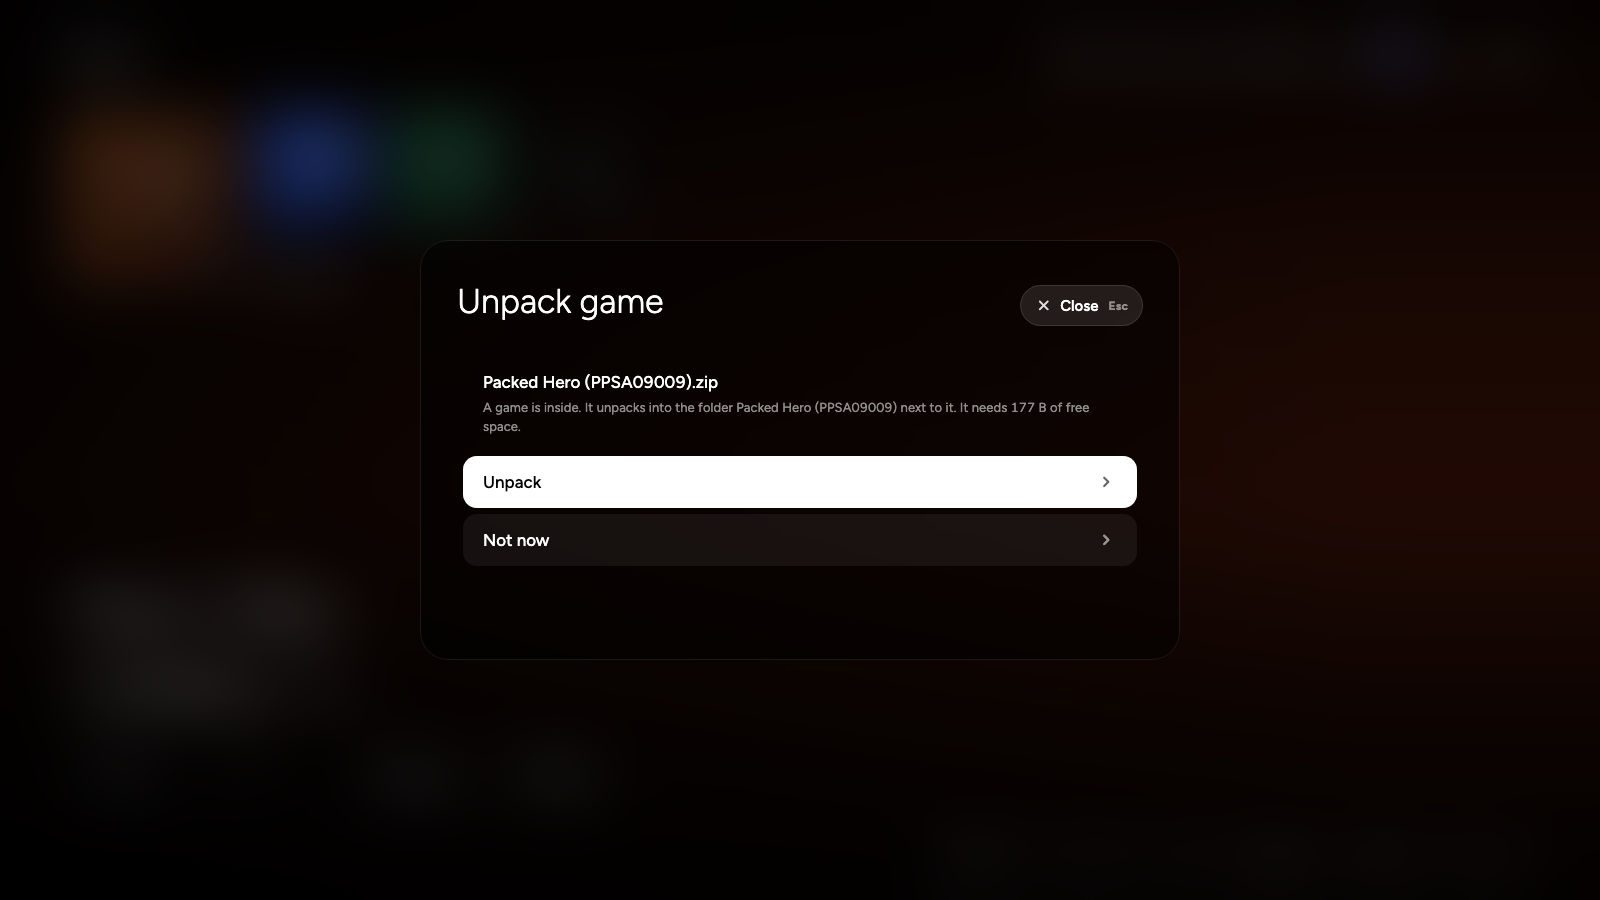 Unpack game
Close Esc
Packed Hero (PPSA09009).zip
A game is inside. It unpacks into the folder Packed Hero (PPSA09009) next to it. It needs 177 B of free
space.
Unpack
Not now